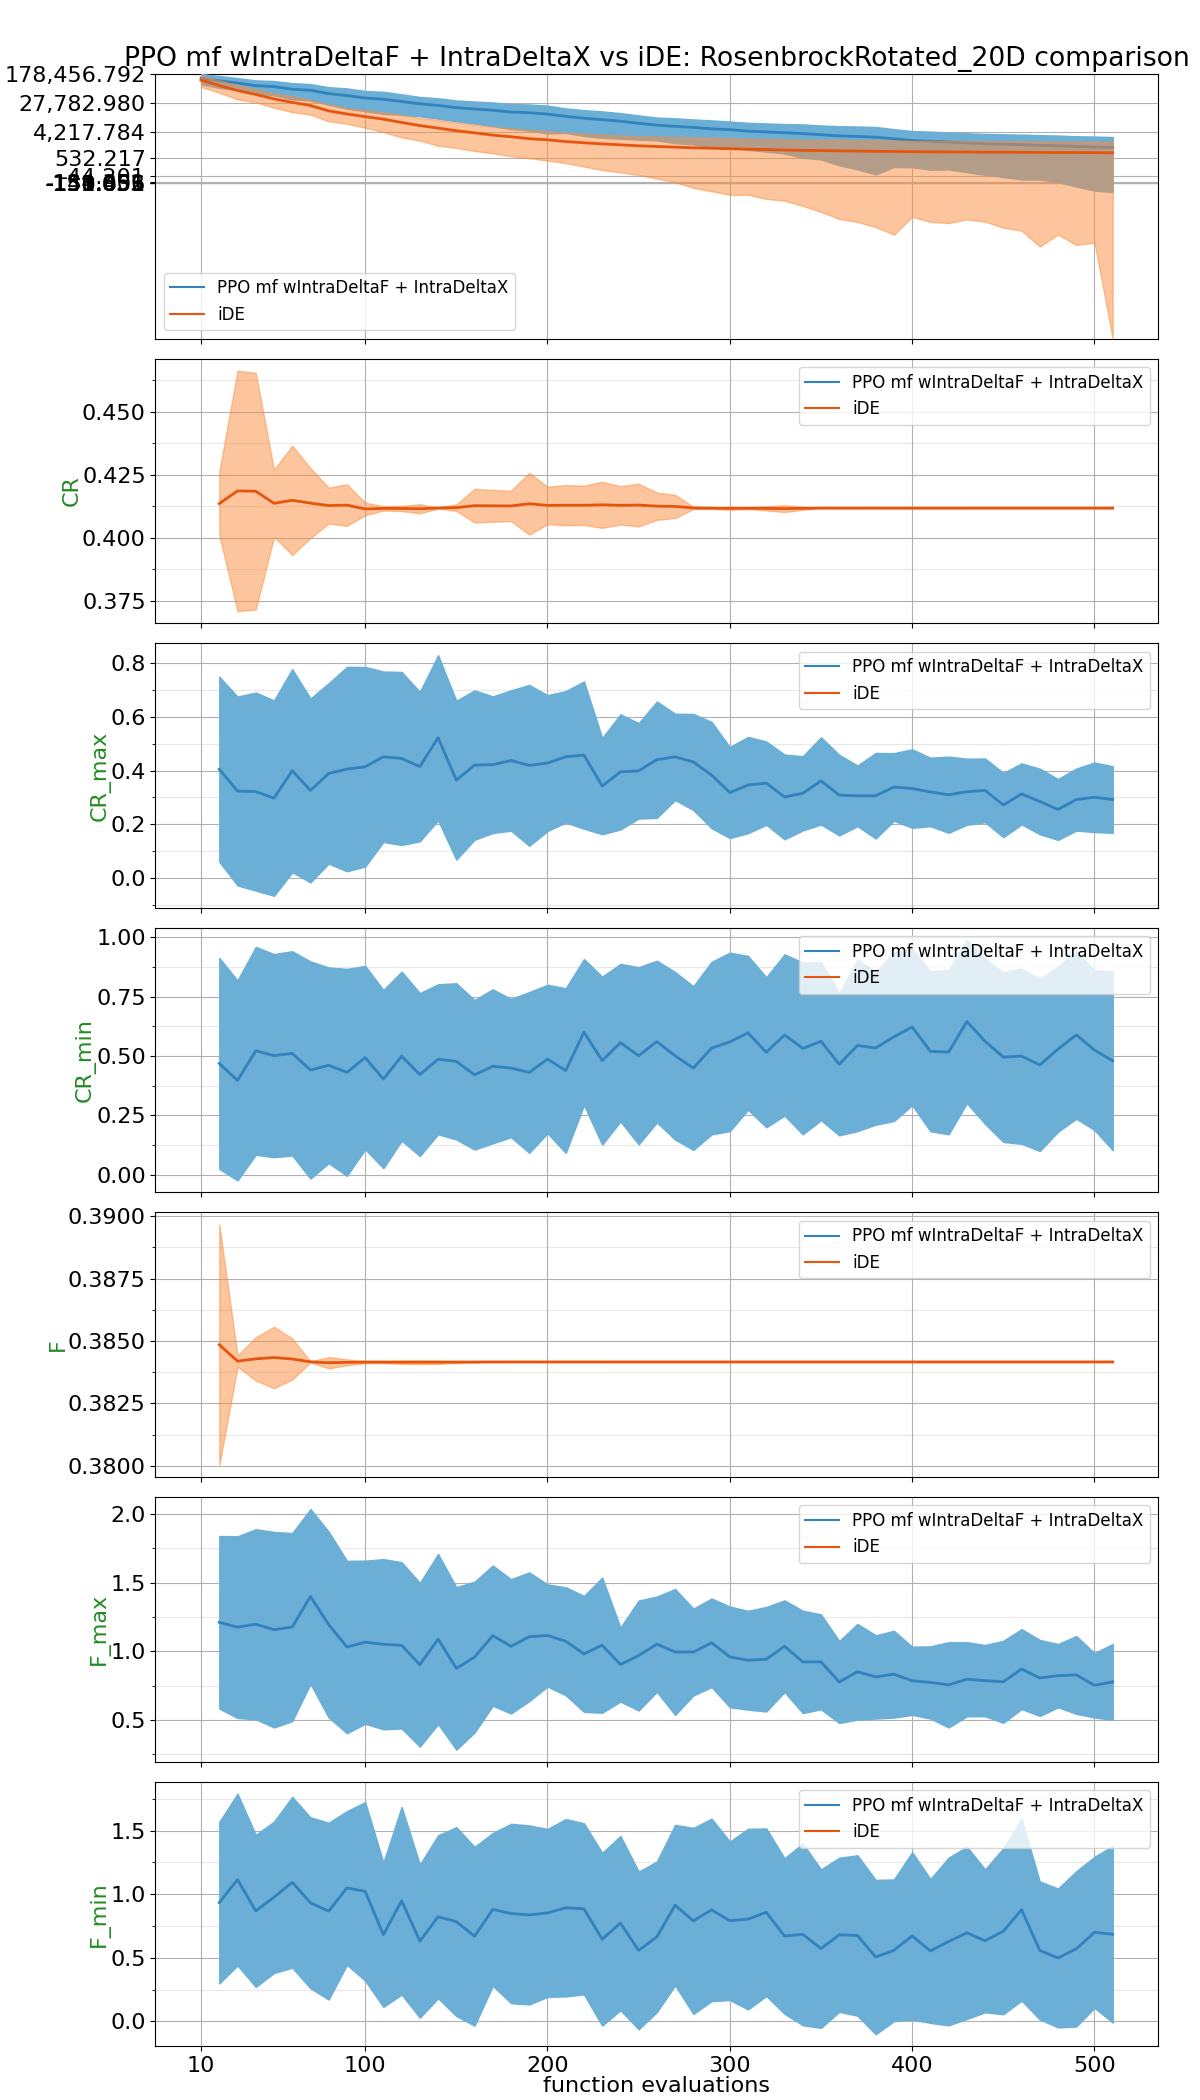 PPO mf wIntraDeltaF + IntraDeltaX vs iDE: RosenbrockRotated_20D comparison
178,456.792
27,782.980
4,217.784
532.217
PPO mf wIntraDeltaF + IntraDeltaX
iDE
PPO mf wIntraDeltaF + IntraDeltaX
iDE
0.450
0.425
0.400
0.375
CR
PPO mf wIntraDeltaF + IntraDeltaX
iDE
0.8
0.6
0.4
0.2
0.0
CR_max
PPO mf wIntraDeltaF + IntraDeltaX
iDE
1.00
0.75
0.50
0.25
0.00
CR_min
PPO mf wIntraDeltaF + IntraDeltaX
iDE
0.3900
0.3875
0.3850
0.3825
0.3800
F
PPO mf wIntraDeltaF + IntraDeltaX
iDE
2.0
1.5
1.0
0.5
F_max
PPO mf wIntraDeltaF + IntraDeltaX
iDE
1.5
1.0
0.5
0.0
F_min
10 100 200 300 400 500
function evaluations